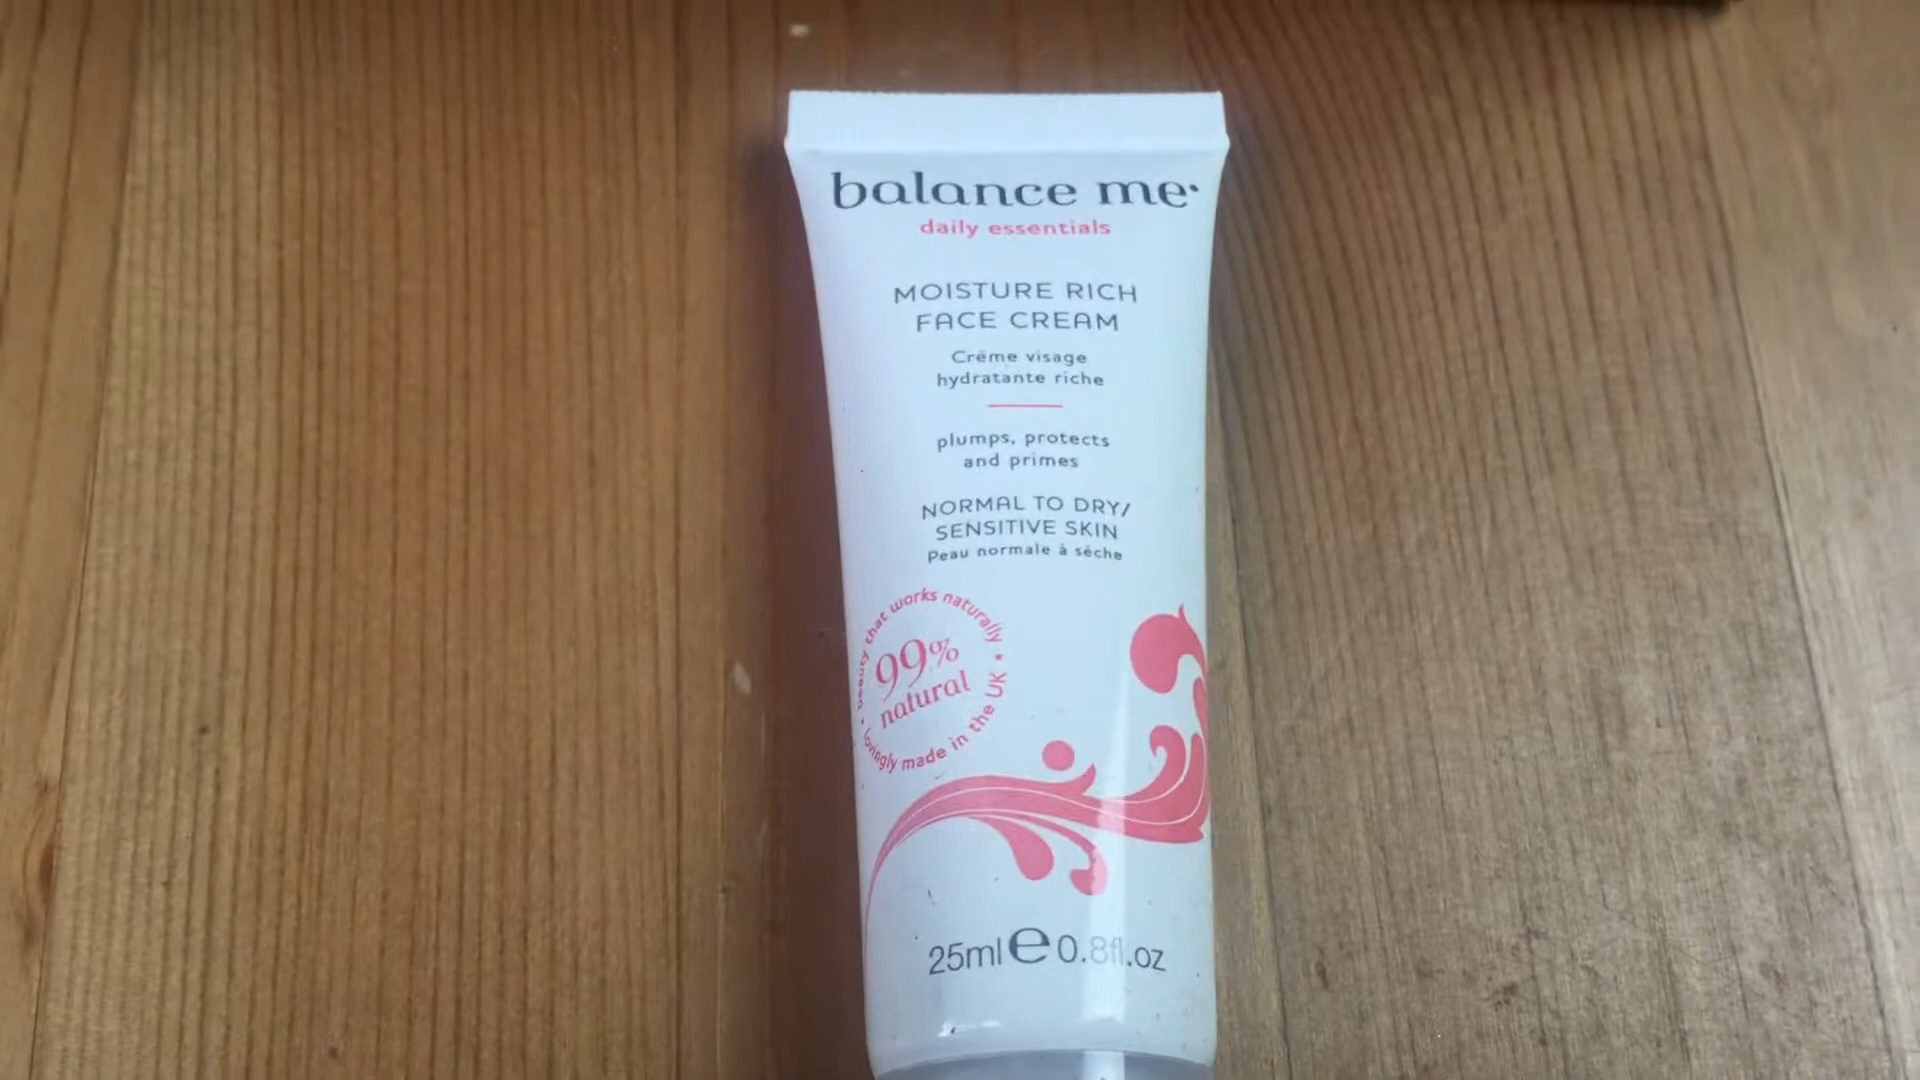 balance me
daily essentials
MOISTURE RICH
FACE CREAM
Crème visage
hydratante riche
plumps, protects
and primes
NORMAL TO DRY/
SENSITIVE SKIN
Peau normale à sèche
beauty that works naturally • lovingly made in the UK •
99%
natural
25ml e 0.8fl.oz